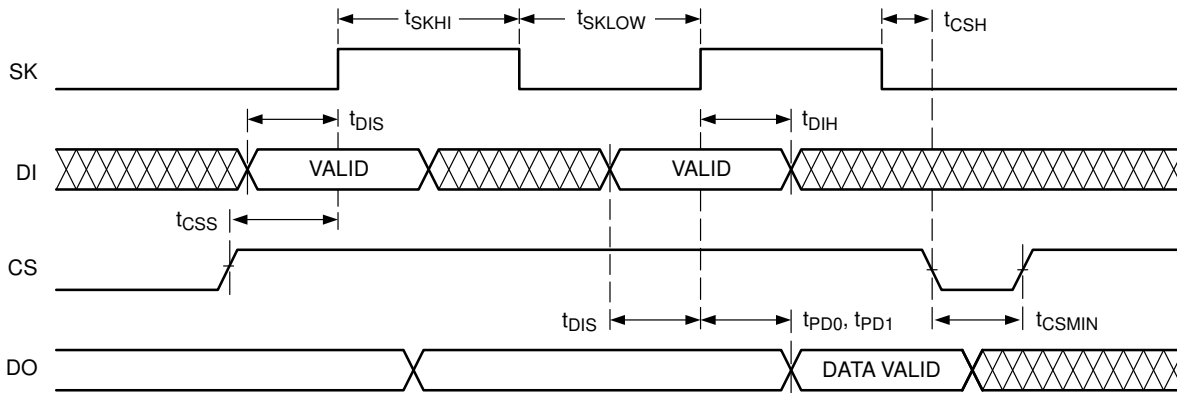 tSKHI tSKLOW tCSH
SK
tDIS tDIH
DI VALID VALID
tCSS
CS
tDIS tPD0, tPD1 tCSMIN
DO DATA VALID